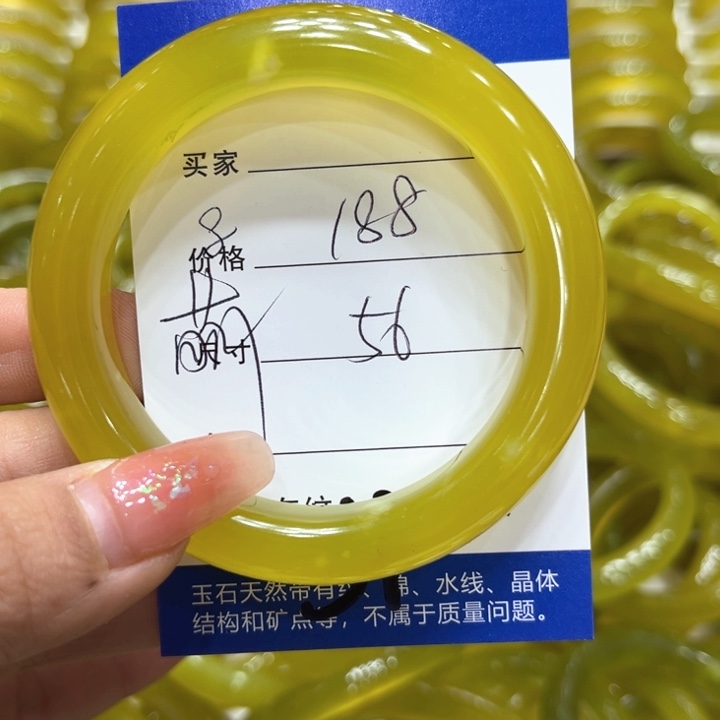 买家
价格 188
尺寸 56
玉石天然带有纹、棉、水线、晶体
结构和矿点等，不属于质量问题。